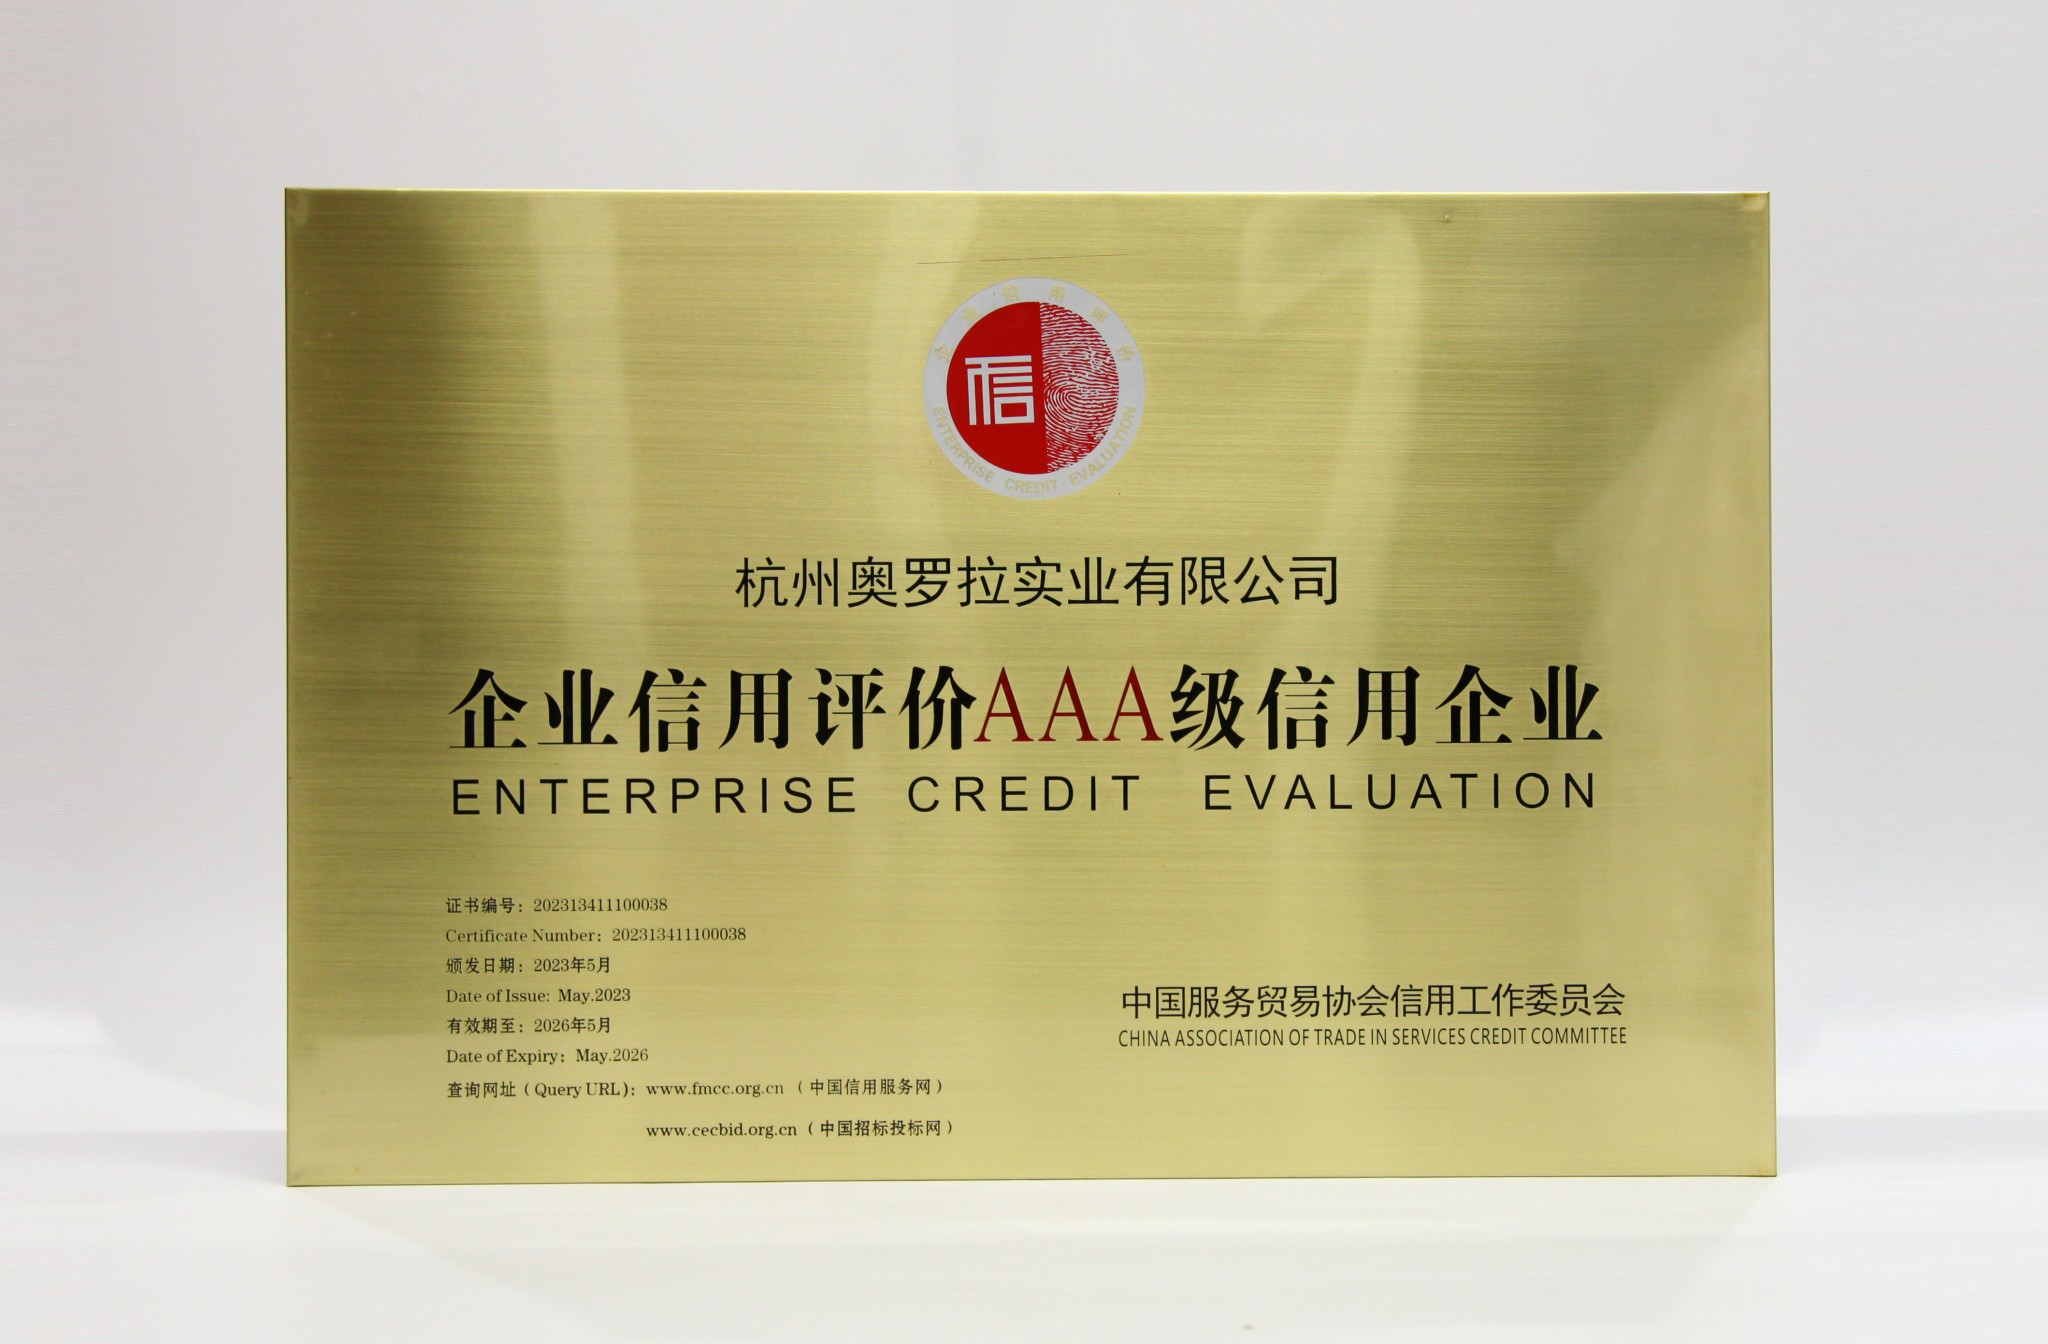 企业信用评价
信
ENTERPRISE CREDIT EVALUATION
杭州奥罗拉实业有限公司
企业信用评价AAA级信用企业
ENTERPRISE CREDIT EVALUATION
证书编号：202313411100038
Certificate Number：202313411100038
颁发日期：2023年5月
Date of Issue: May.2023
有效期至：2026年5月
Date of Expiry：May.2026
查询网址（Query URL）：www.fmcc.org.cn（中国信用服务网）
www.cecbid.org.cn（中国招标投标网）
中国服务贸易协会信用工作委员会
CHINA ASSOCIATION OF TRADE IN SERVICES CREDIT COMMITTEE